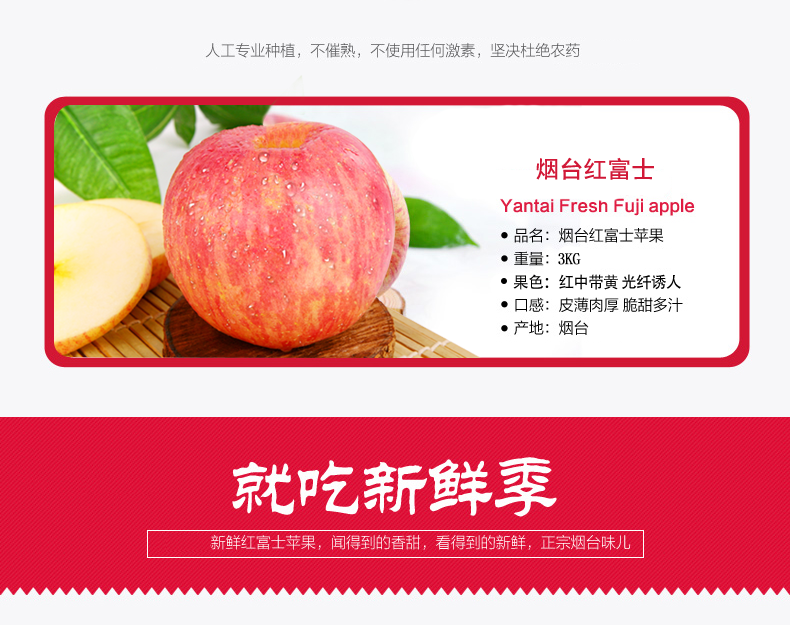 人工专业种植，不催熟，不使用任何激素，坚决杜绝农药
烟台红富士
Yantai Fresh Fuji apple
● 品名：烟台红富士苹果
● 重量：3KG
● 果色：红中带黄 光纤诱人
● 口感：皮薄肉厚 脆甜多汁
● 产地：烟台
就吃新鲜季
新鲜红富士苹果，闻得到的香甜，看得到的新鲜，正宗烟台味儿